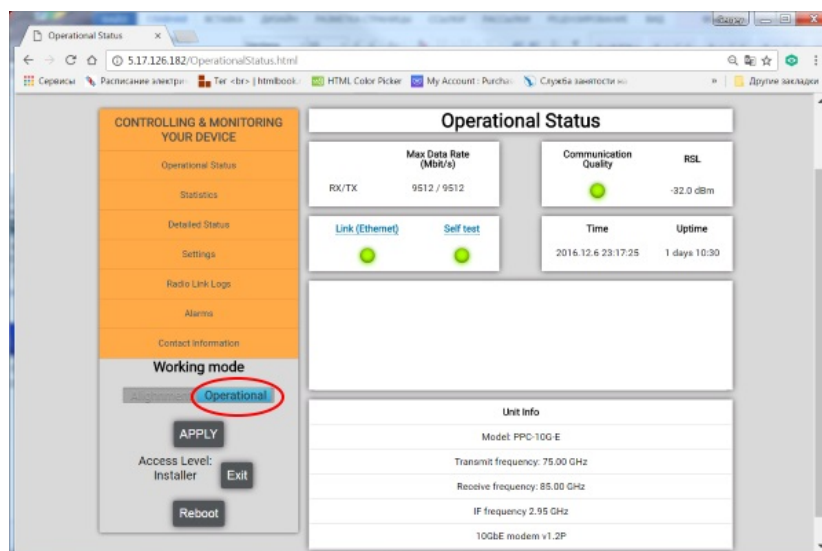 Operational Status
5.17.126.182/OperationalStatus.html
Сервисы
Расписание электри
Тег <br> | htmlbook.
HTML Color Picker
My Account : Purcha
Служба занятости
»
Другие закладки
CONTROLLING & MONITORING
YOUR DEVICE
Operational Status
Statistics
Detailed Status
Settings
Radio Link Logs
Alarms
Contact Information
Working mode
Alignment
Operational
APPLY
Access Level:
Installer
Exit
Reboot
Operational Status
Max Data Rate
(Mbit/s)
RX/TX
9512 / 9512
Communication
Quality
RSL
-32.0 dBm
Link (Ethernet)
Self test
Time
Uptime
2016.12.6 23:17:25
1 days 10:30
Unit Info
Model: PPC-10G-E
Transmit frequency: 75.00 GHz
Receive frequency: 85.00 GHz
IF frequency 2.95 GHz
10GbE modem v1.2P